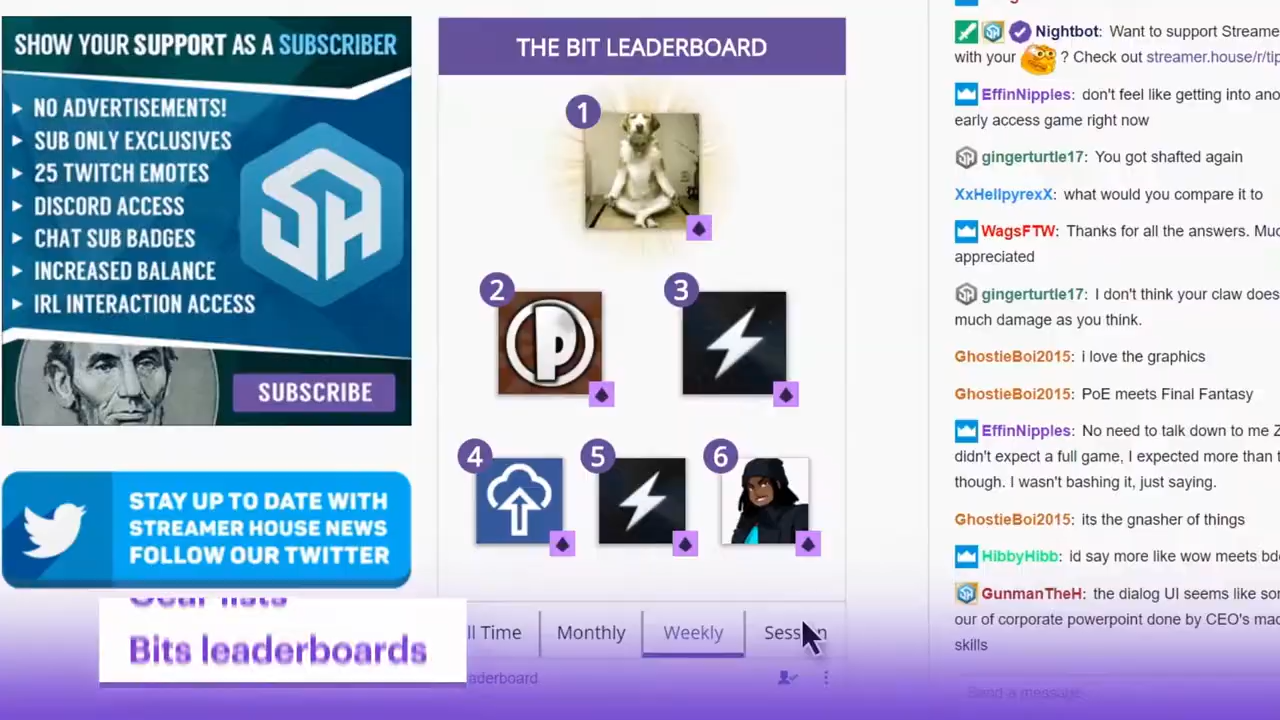 SHOW YOUR SUPPORT AS A SUBSCRIBER
NO ADVERTISEMENTS!
SUB ONLY EXCLUSIVES
25 TWITCH EMOTES
DISCORD ACCESS
CHAT SUB BADGES
INCREASED BALANCE
IRL INTERACTION ACCESS
SH
SUBSCRIBE
STAY UP TO DATE WITH
STREAMER HOUSE NEWS
FOLLOW OUR TWITTER
Bits leaderboards
THE BIT LEADERBOARD
1
2
P
3
4
5
6
ll Time
Monthly
Weekly
Session
aderboard
Nightbot: Want to support Streame
with your ? Check out streamer.house/r/tip
EffinNipples: don't feel like getting into ano
early access game right now
gingerturtle17: You got shafted again
XxHellpyrexX: what would you compare it to
WagsFTW: Thanks for all the answers. Muc
appreciated
gingerturtle17: I don't think your claw does
much damage as you think.
GhostieBoi2015: i love the graphics
GhostieBoi2015: PoE meets Final Fantasy
EffinNipples: No need to talk down to me Z
didn't expect a full game, I expected more than t
though. I wasn't bashing it, just saying.
GhostieBoi2015: its the gnasher of things
HibbyHibb: id say more like wow meets bdo
GunmanTheH: the dialog UI seems like so
our of corporate powerpoint done by CEO's mad
skills
Send a message